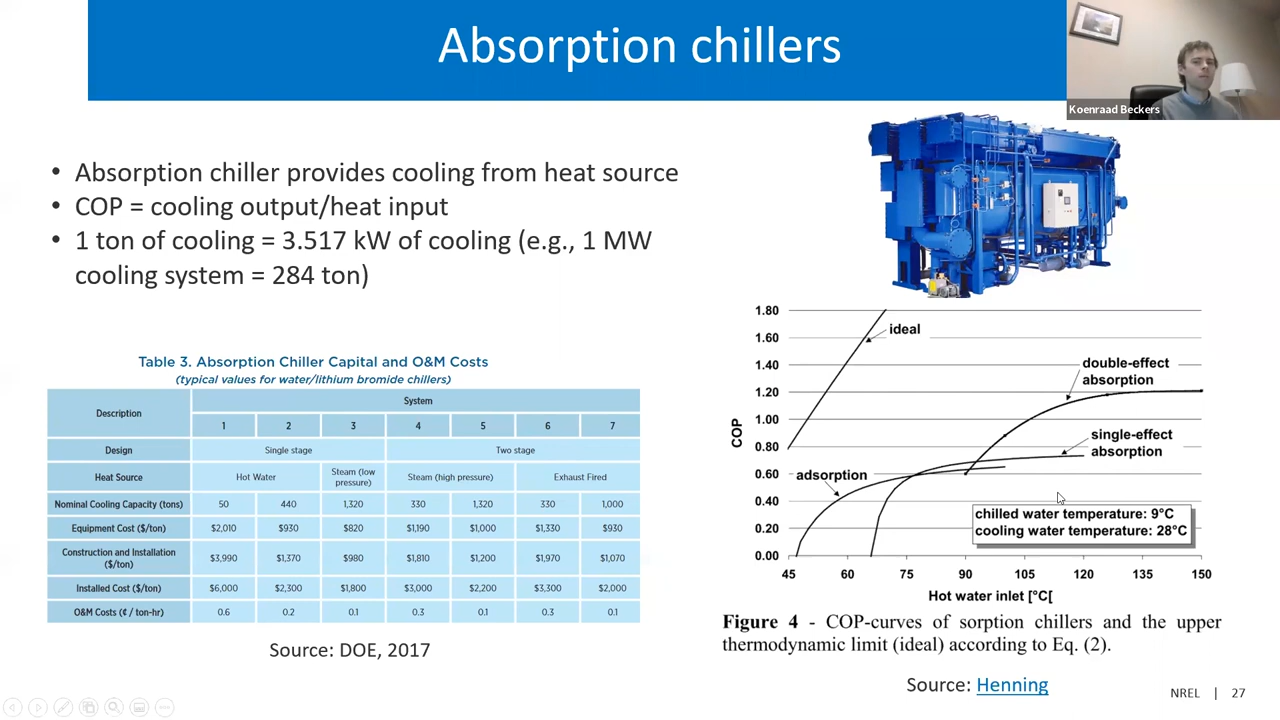 Absorption chillers
Koenraad Beckers
• Absorption chiller provides cooling from heat source
• COP = cooling output/heat input
• 1 ton of cooling = 3.517 kW of cooling (e.g., 1 MW
cooling system = 284 ton)
Table 3. Absorption Chiller Capital and O&M Costs
(typical values for water/lithium bromide chillers)
Description System
1 2 3 4 5 6 7
Design Single stage Two stage
Heat Source Hot Water Steam (low pressure) Steam (high pressure) Exhaust Fired
Nominal Cooling Capacity (tons) 50 440 1,320 330 1,320 330 1,000
Equipment Cost ($/ton) $2,010 $930 $820 $1,190 $1,000 $1,330 $930
Construction and Installation ($/ton) $3,990 $1,370 $980 $1,810 $1,200 $1,970 $1,070
Installed Cost ($/ton) $6,000 $2,300 $1,800 $3,000 $2,200 $3,300 $2,000
O&M Costs (¢ / ton-hr) 0.6 0.2 0.1 0.3 0.1 0.3 0.1
Source: DOE, 2017
1.80
1.60
1.40
1.20
1.00
0.80
0.60
0.40
0.20
0.00
COP
ideal
double-effect
absorption
single-effect
absorption
adsorption
chilled water temperature: 9°C
cooling water temperature: 28°C
45 60 75 90 105 120 135 150
Hot water inlet [°C[
Figure 4 - COP-curves of sorption chillers and the upper
thermodynamic limit (ideal) according to Eq. (2).
Source: Henning
NREL | 27